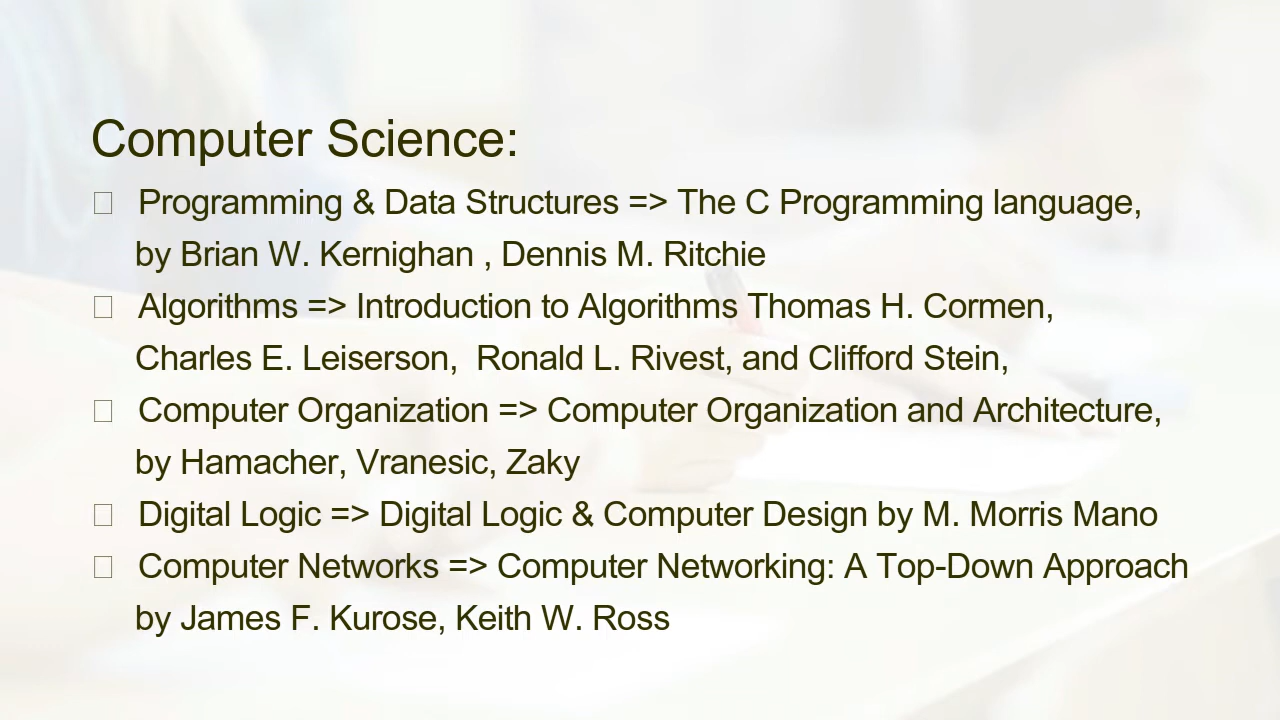 Computer Science:
Programming & Data Structures => The C Programming language,
by Brian W. Kernighan , Dennis M. Ritchie
Algorithms => Introduction to Algorithms Thomas H. Cormen,
Charles E. Leiserson,  Ronald L. Rivest, and Clifford Stein,
Computer Organization => Computer Organization and Architecture,
by Hamacher, Vranesic, Zaky
Digital Logic => Digital Logic & Computer Design by M. Morris Mano
Computer Networks => Computer Networking: A Top-Down Approach
by James F. Kurose, Keith W. Ross